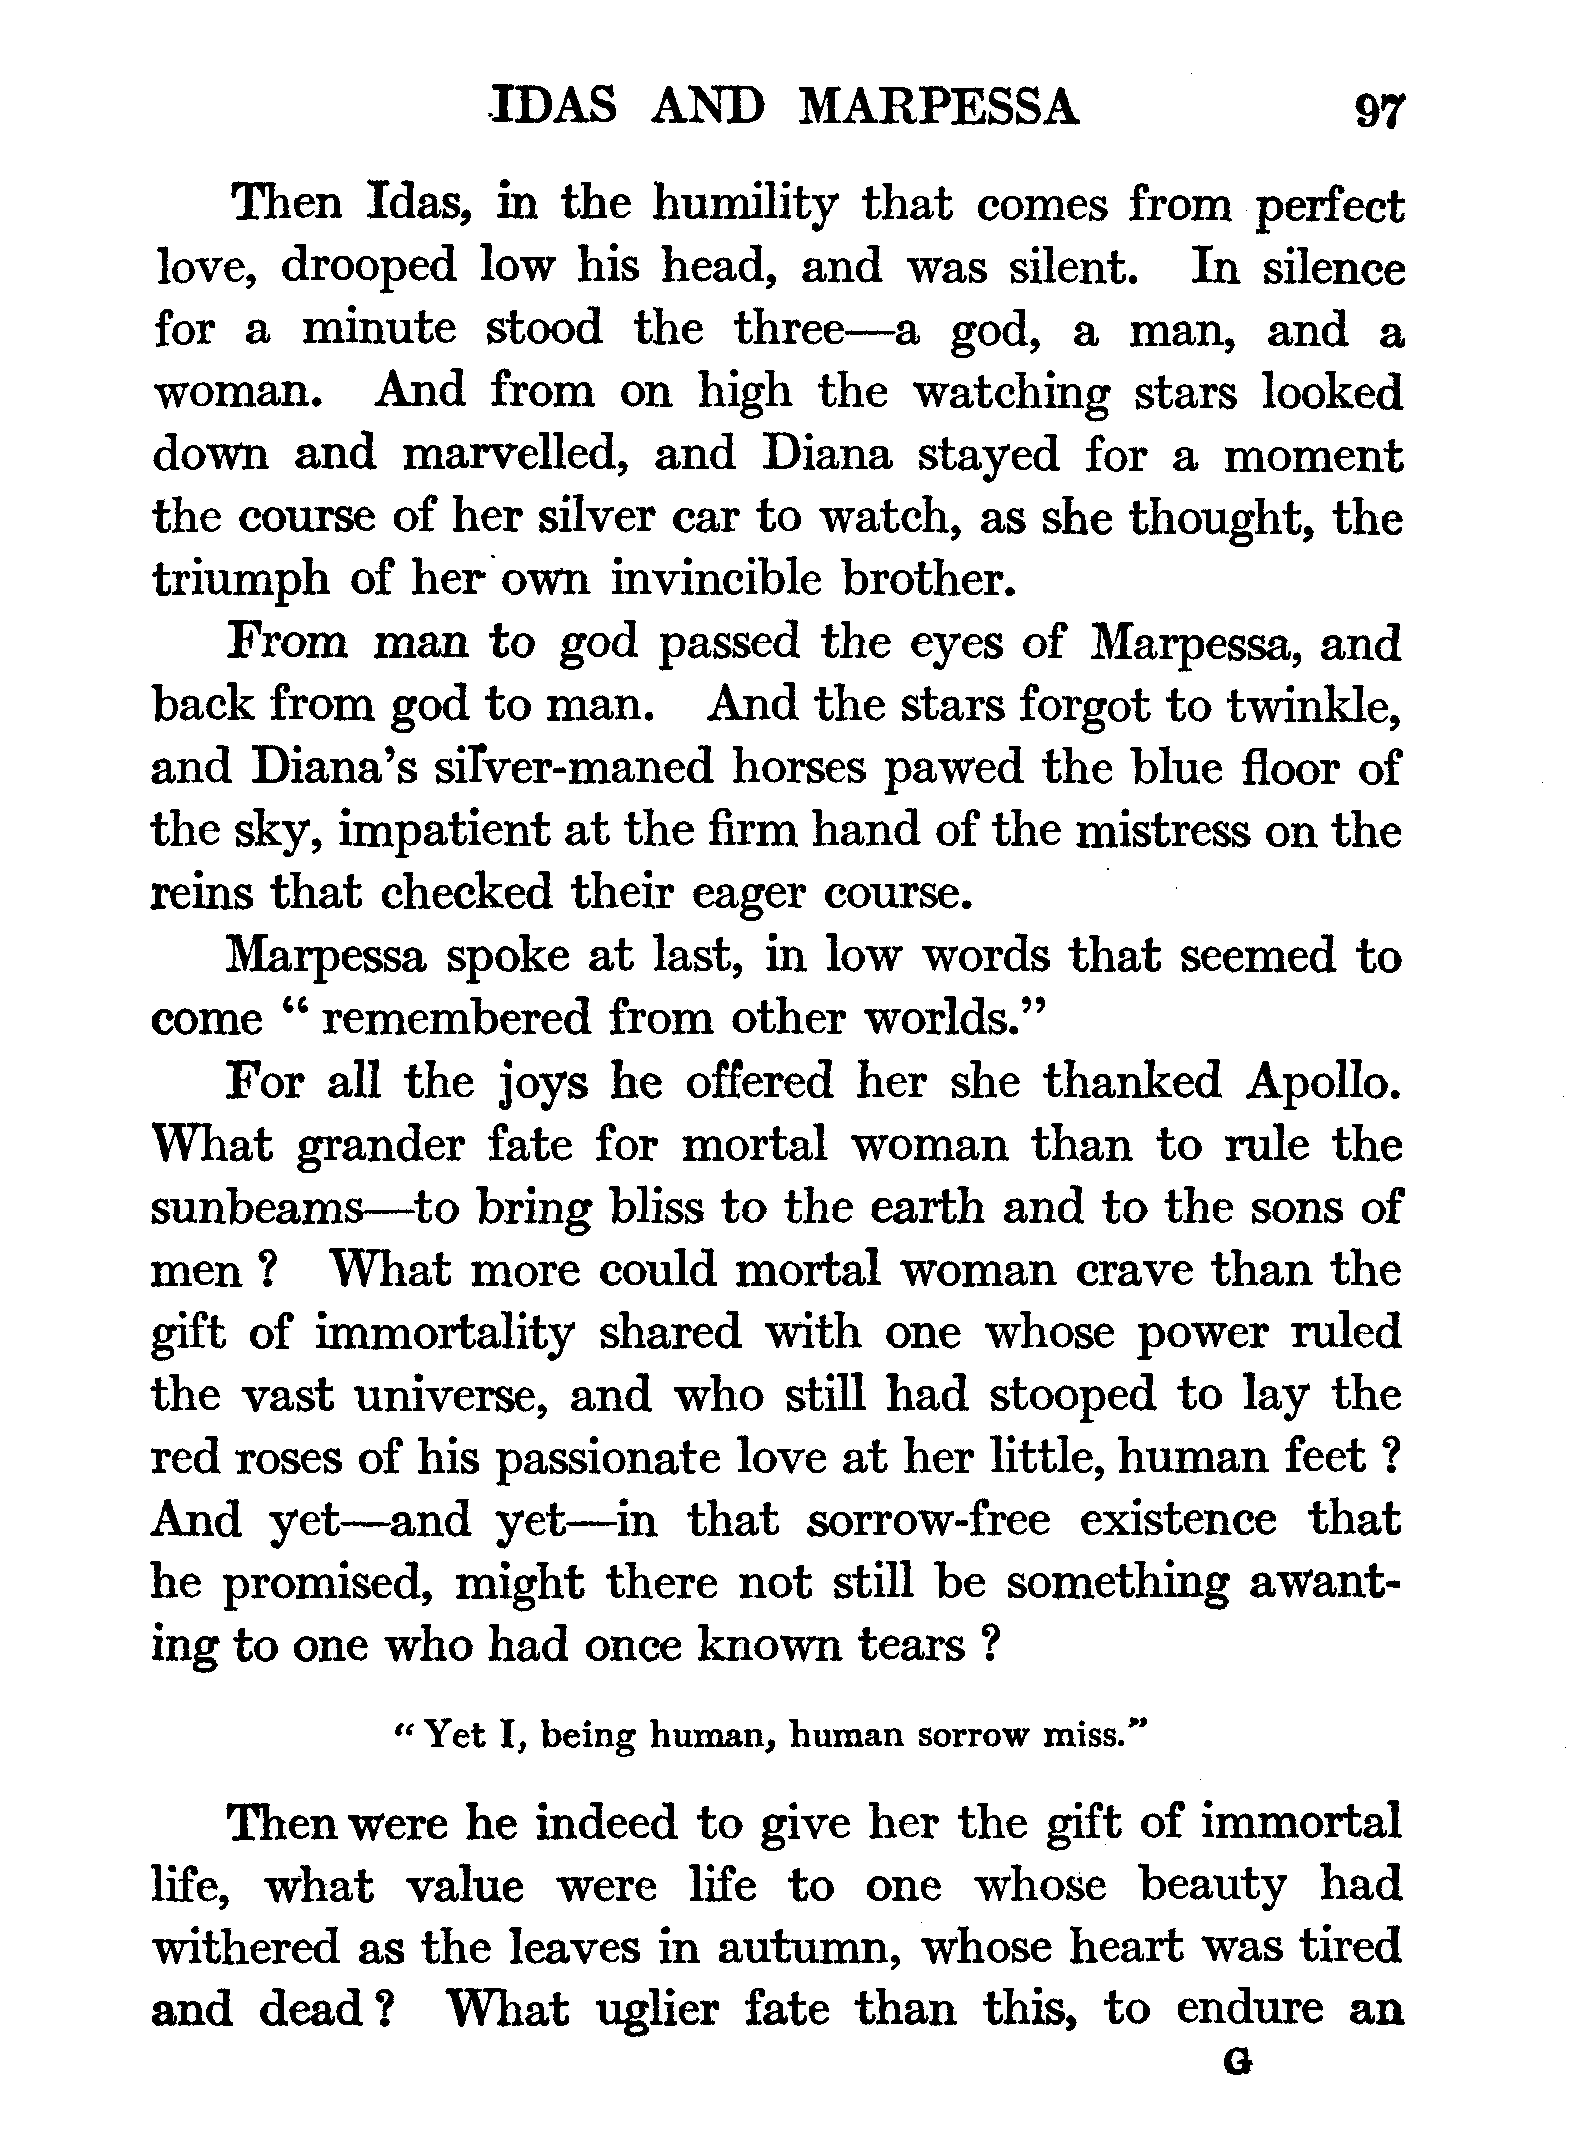 IDAS AND MARPESSA 97
Then Idas, in the humility that comes from perfect
love, drooped low his head, and was silent. In silence
for a minute stood the three—a god, a man, and a
woman. And from on high the watching stars looked
down and marvelled, and Diana stayed for a moment
the course of her silver car to watch, as she thought, the
triumph of her own invincible brother.
From man to god passed the eyes of Marpessa, and
back from god to man. And the stars forgot to twinkle,
and Diana's silver-maned horses pawed the blue floor of
the sky, impatient at the firm hand of the mistress on the
reins that checked their eager course.
Marpessa spoke at last, in low words that seemed to
come “ remembered from other worlds.”
For all the joys he offered her she thanked Apollo.
What grander fate for mortal woman than to rule the
sunbeams—to bring bliss to the earth and to the sons of
men ? What more could mortal woman crave than the
gift of immortality shared with one whose power ruled
the vast universe, and who still had stooped to lay the
red roses of his passionate love at her little, human feet ?
And yet—and yet—in that sorrow-free existence that
he promised, might there not still be something awant-
ing to one who had once known tears ?
“ Yet I, being human, human sorrow miss.”
Then were he indeed to give her the gift of immortal
life, what value were life to one whose beauty had
withered as the leaves in autumn, whose heart was tired
and dead ? What uglier fate than this, to endure an
G